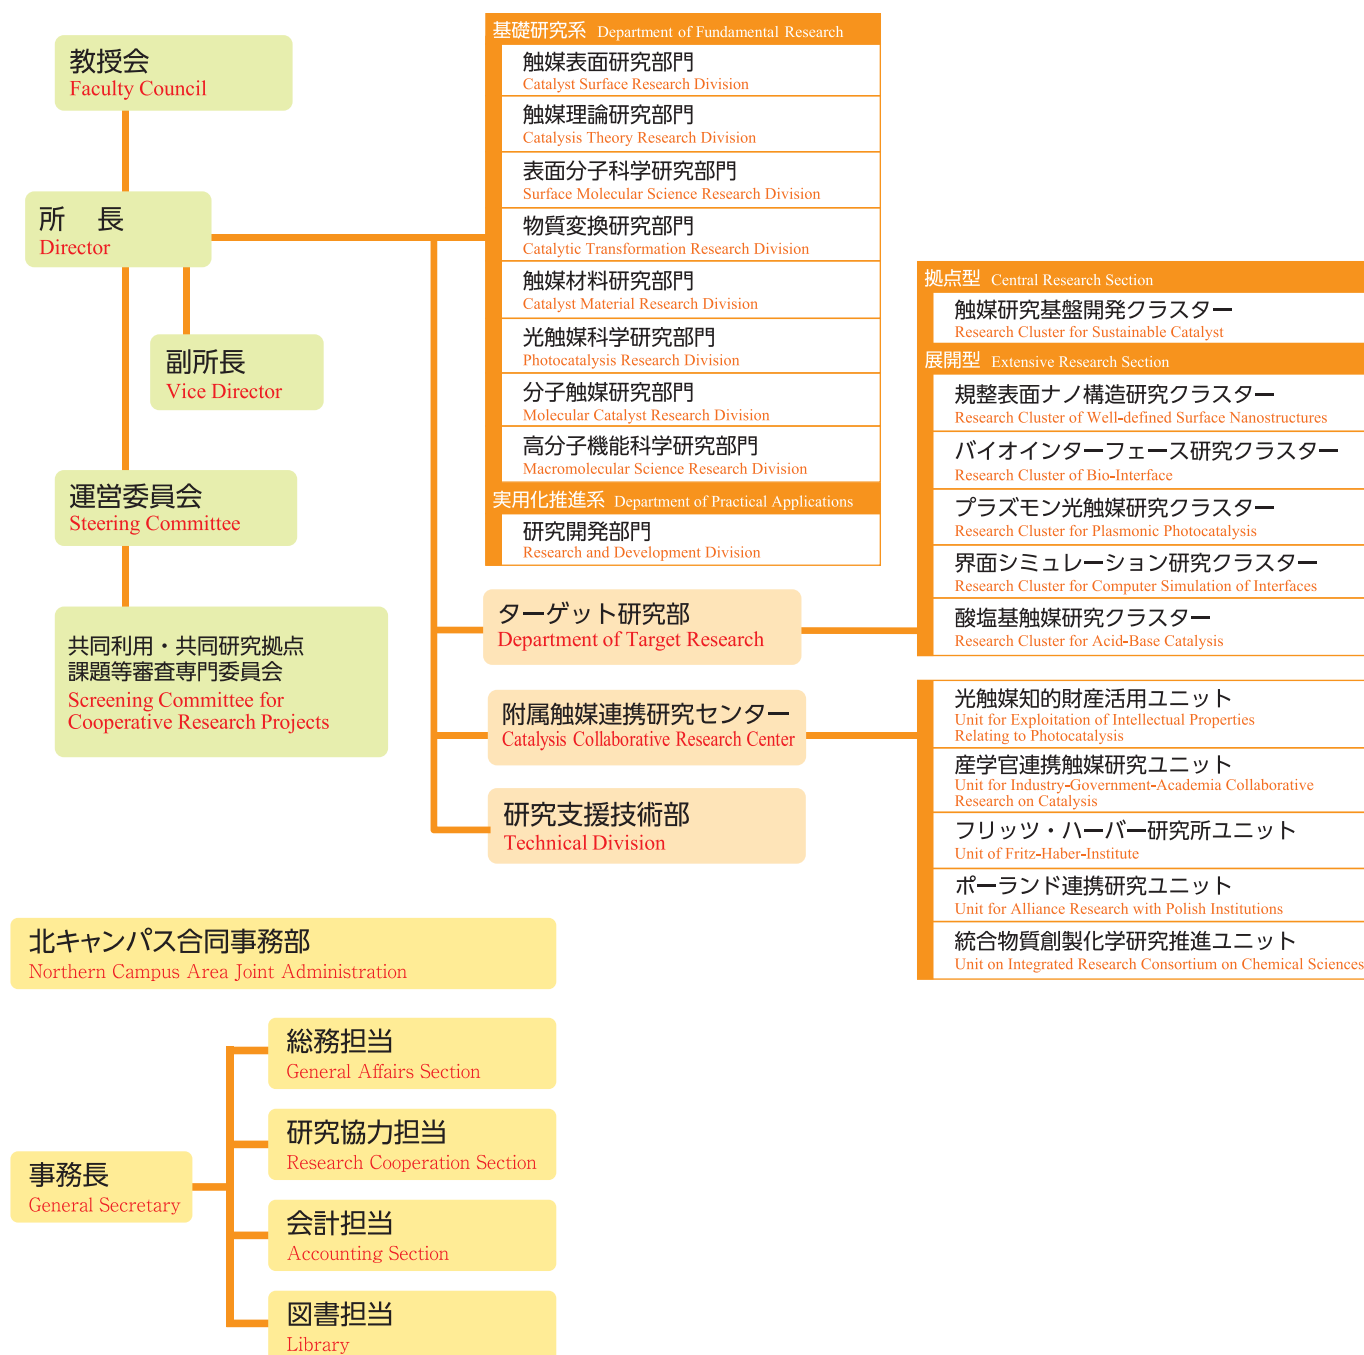 教授会
Faculty Council
所　長
Director
副所長
Vice Director
運営委員会
Steering Committee
共同利用・共同研究拠点
課題等審査専門委員会
Screening Committee for
Cooperative Research Projects
基礎研究系 Department of Fundamental Research
触媒表面研究部門
Catalyst Surface Research Division
触媒理論研究部門
Catalysis Theory Research Division
表面分子科学研究部門
Surface Molecular Science Research Division
物質変換研究部門
Catalytic Transformation Research Division
触媒材料研究部門
Catalyst Material Research Division
光触媒科学研究部門
Photocatalysis Research Division
分子触媒研究部門
Molecular Catalyst Research Division
高分子機能科学研究部門
Macromolecular Science Research Division
実用化推進系 Department of Practical Applications
研究開発部門
Research and Development Division
ターゲット研究部
Department of Target Research
附属触媒連携研究センター
Catalysis Collaborative Research Center
研究支援技術部
Technical Division
拠点型 Central Research Section
触媒研究基盤開発クラスター
Research Cluster for Sustainable Catalyst
展開型 Extensive Research Section
規整表面ナノ構造研究クラスター
Research Cluster of Well-defined Surface Nanostructures
バイオインターフェース研究クラスター
Research Cluster of Bio-Interface
プラズモン光触媒研究クラスター
Research Cluster for Plasmonic Photocatalysis
界面シミュレーション研究クラスター
Research Cluster for Computer Simulation of Interfaces
酸塩基触媒研究クラスター
Research Cluster for Acid-Base Catalysis
光触媒知的財産活用ユニット
Unit for Exploitation of Intellectual Properties
Relating to Photocatalysis
産学官連携触媒研究ユニット
Unit for Industry-Government-Academia Collaborative
Research on Catalysis
フリッツ・ハーバー研究所ユニット
Unit of Fritz-Haber-Institute
ポーランド連携研究ユニット
Unit for Alliance Research with Polish Institutions
統合物質創製化学研究推進ユニット
Unit on Integrated Research Consortium on Chemical Sciences
北キャンパス合同事務部
Northern Campus Area Joint Administration
事務長
General Secretary
総務担当
General Affairs Section
研究協力担当
Research Cooperation Section
会計担当
Accounting Section
図書担当
Library